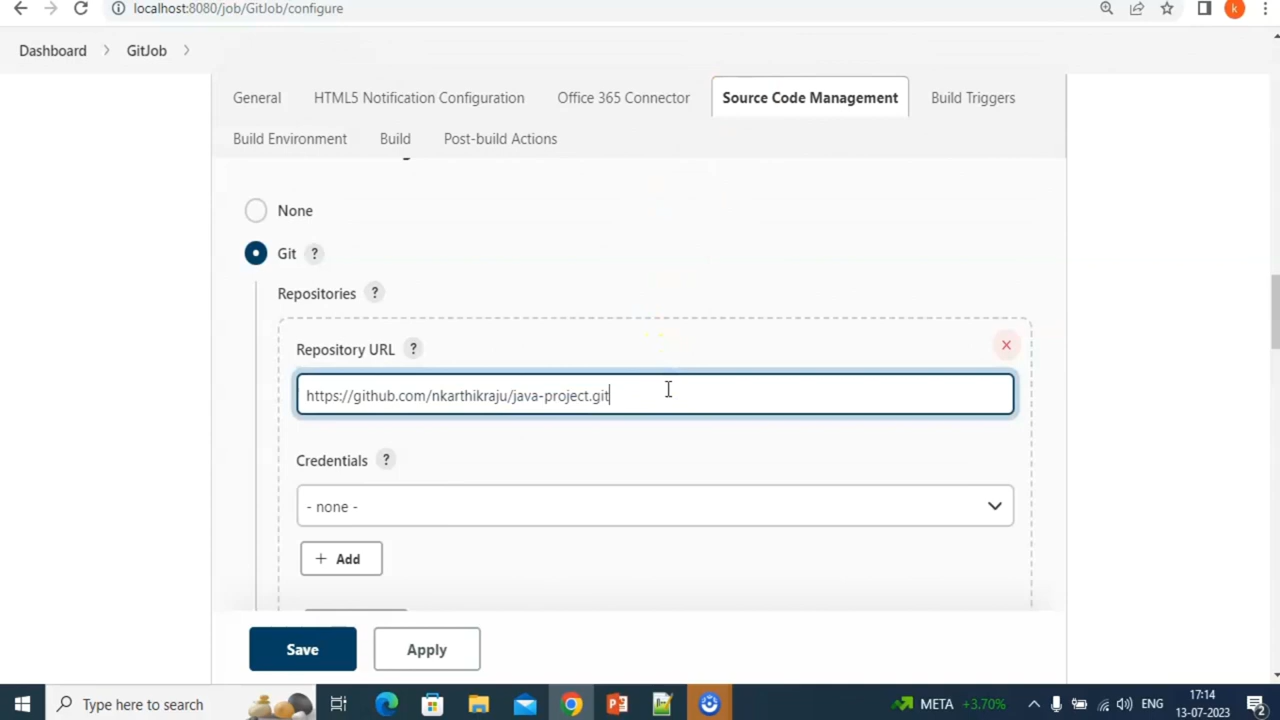 localhost:8080/job/GitJob/configure
k
Dashboard > GitJob >
General HTML5 Notification Configuration Office 365 Connector Source Code Management Build Triggers
Build Environment Build Post-build Actions
None
Git ?
Repositories ?
Repository URL ?
https://github.com/nkarthikraju/java-project.git
Credentials ?
- none -
+ Add
Save Apply
Type here to search
META +3.70%
ENG
17:14
13-07-2023
2